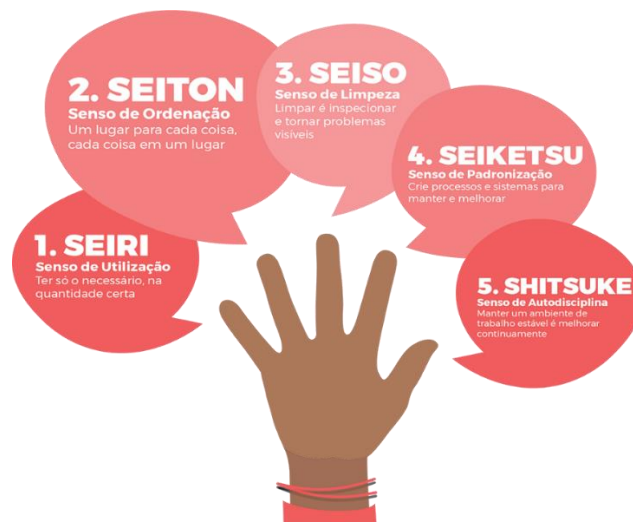 1. SEIRI
Senso de Utilização
Ter só o necessário, na
quantidade certa
2. SEITON
Senso de Ordenação
Um lugar para cada coisa,
cada coisa em um lugar
3. SEISO
Senso de Limpeza
Limpar é inspecionar
e tornar problemas
visíveis
4. SEIKETSU
Senso de Padronização
Crie processos e sistemas para
manter e melhorar
5. SHITSUKE
Senso de Autodisciplina
Manter um ambiente de
trabalho estável é melhorar
continuamente